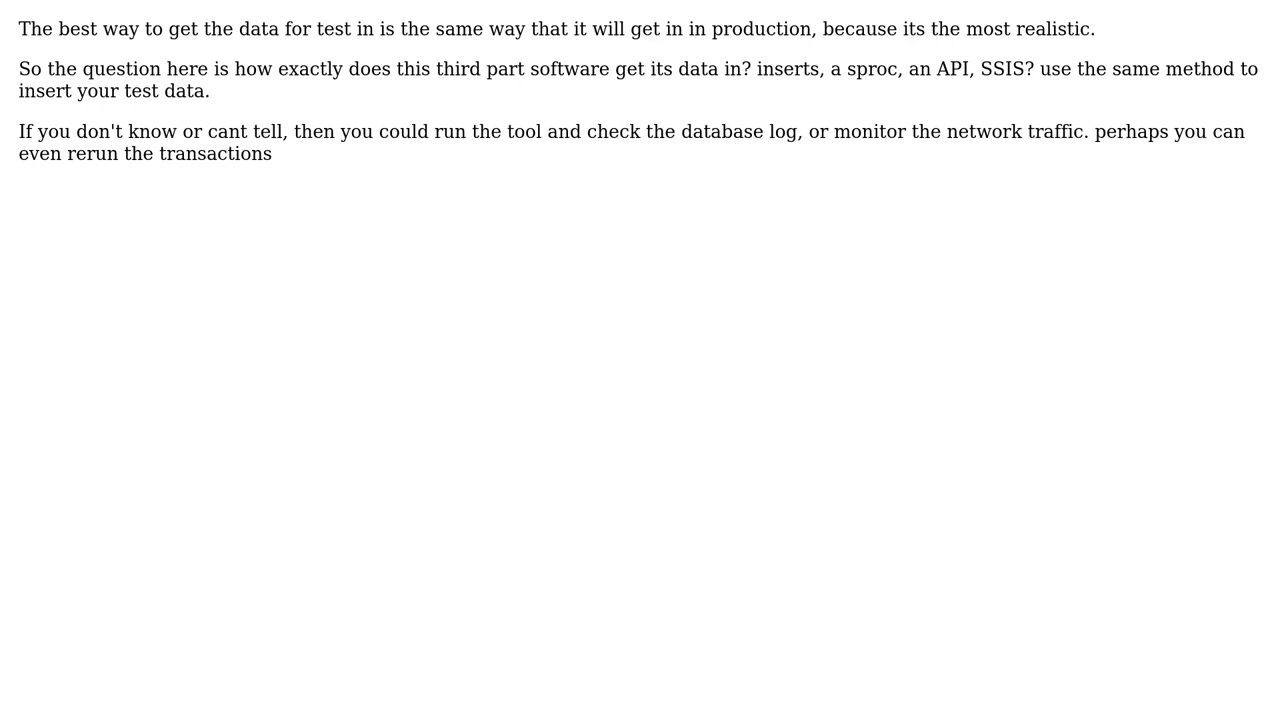 The best way to get the data for test in is the same way that it will get in in production, because its the most realistic.
So the question here is how exactly does this third part software get its data in? inserts, a sproc, an API, SSIS? use the same method to
insert your test data.
If you don't know or cant tell, then you could run the tool and check the database log, or monitor the network traffic. perhaps you can
even rerun the transactions